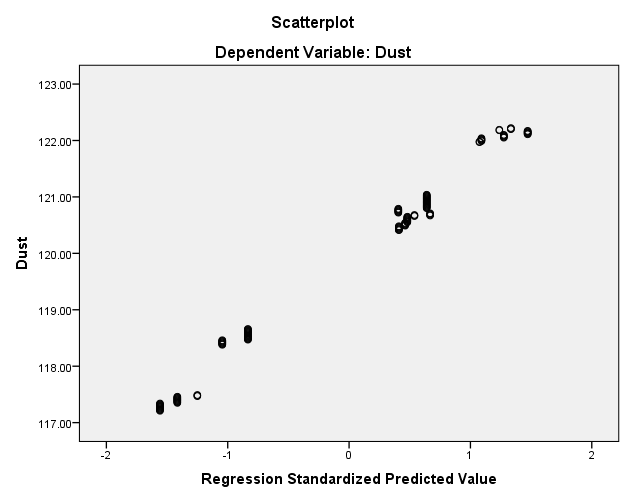 Scatterplot
Dependent Variable: Dust
123.00
122.00
121.00
120.00
119.00
118.00
117.00
Dust
-2 -1 0 1 2
Regression Standardized Predicted Value